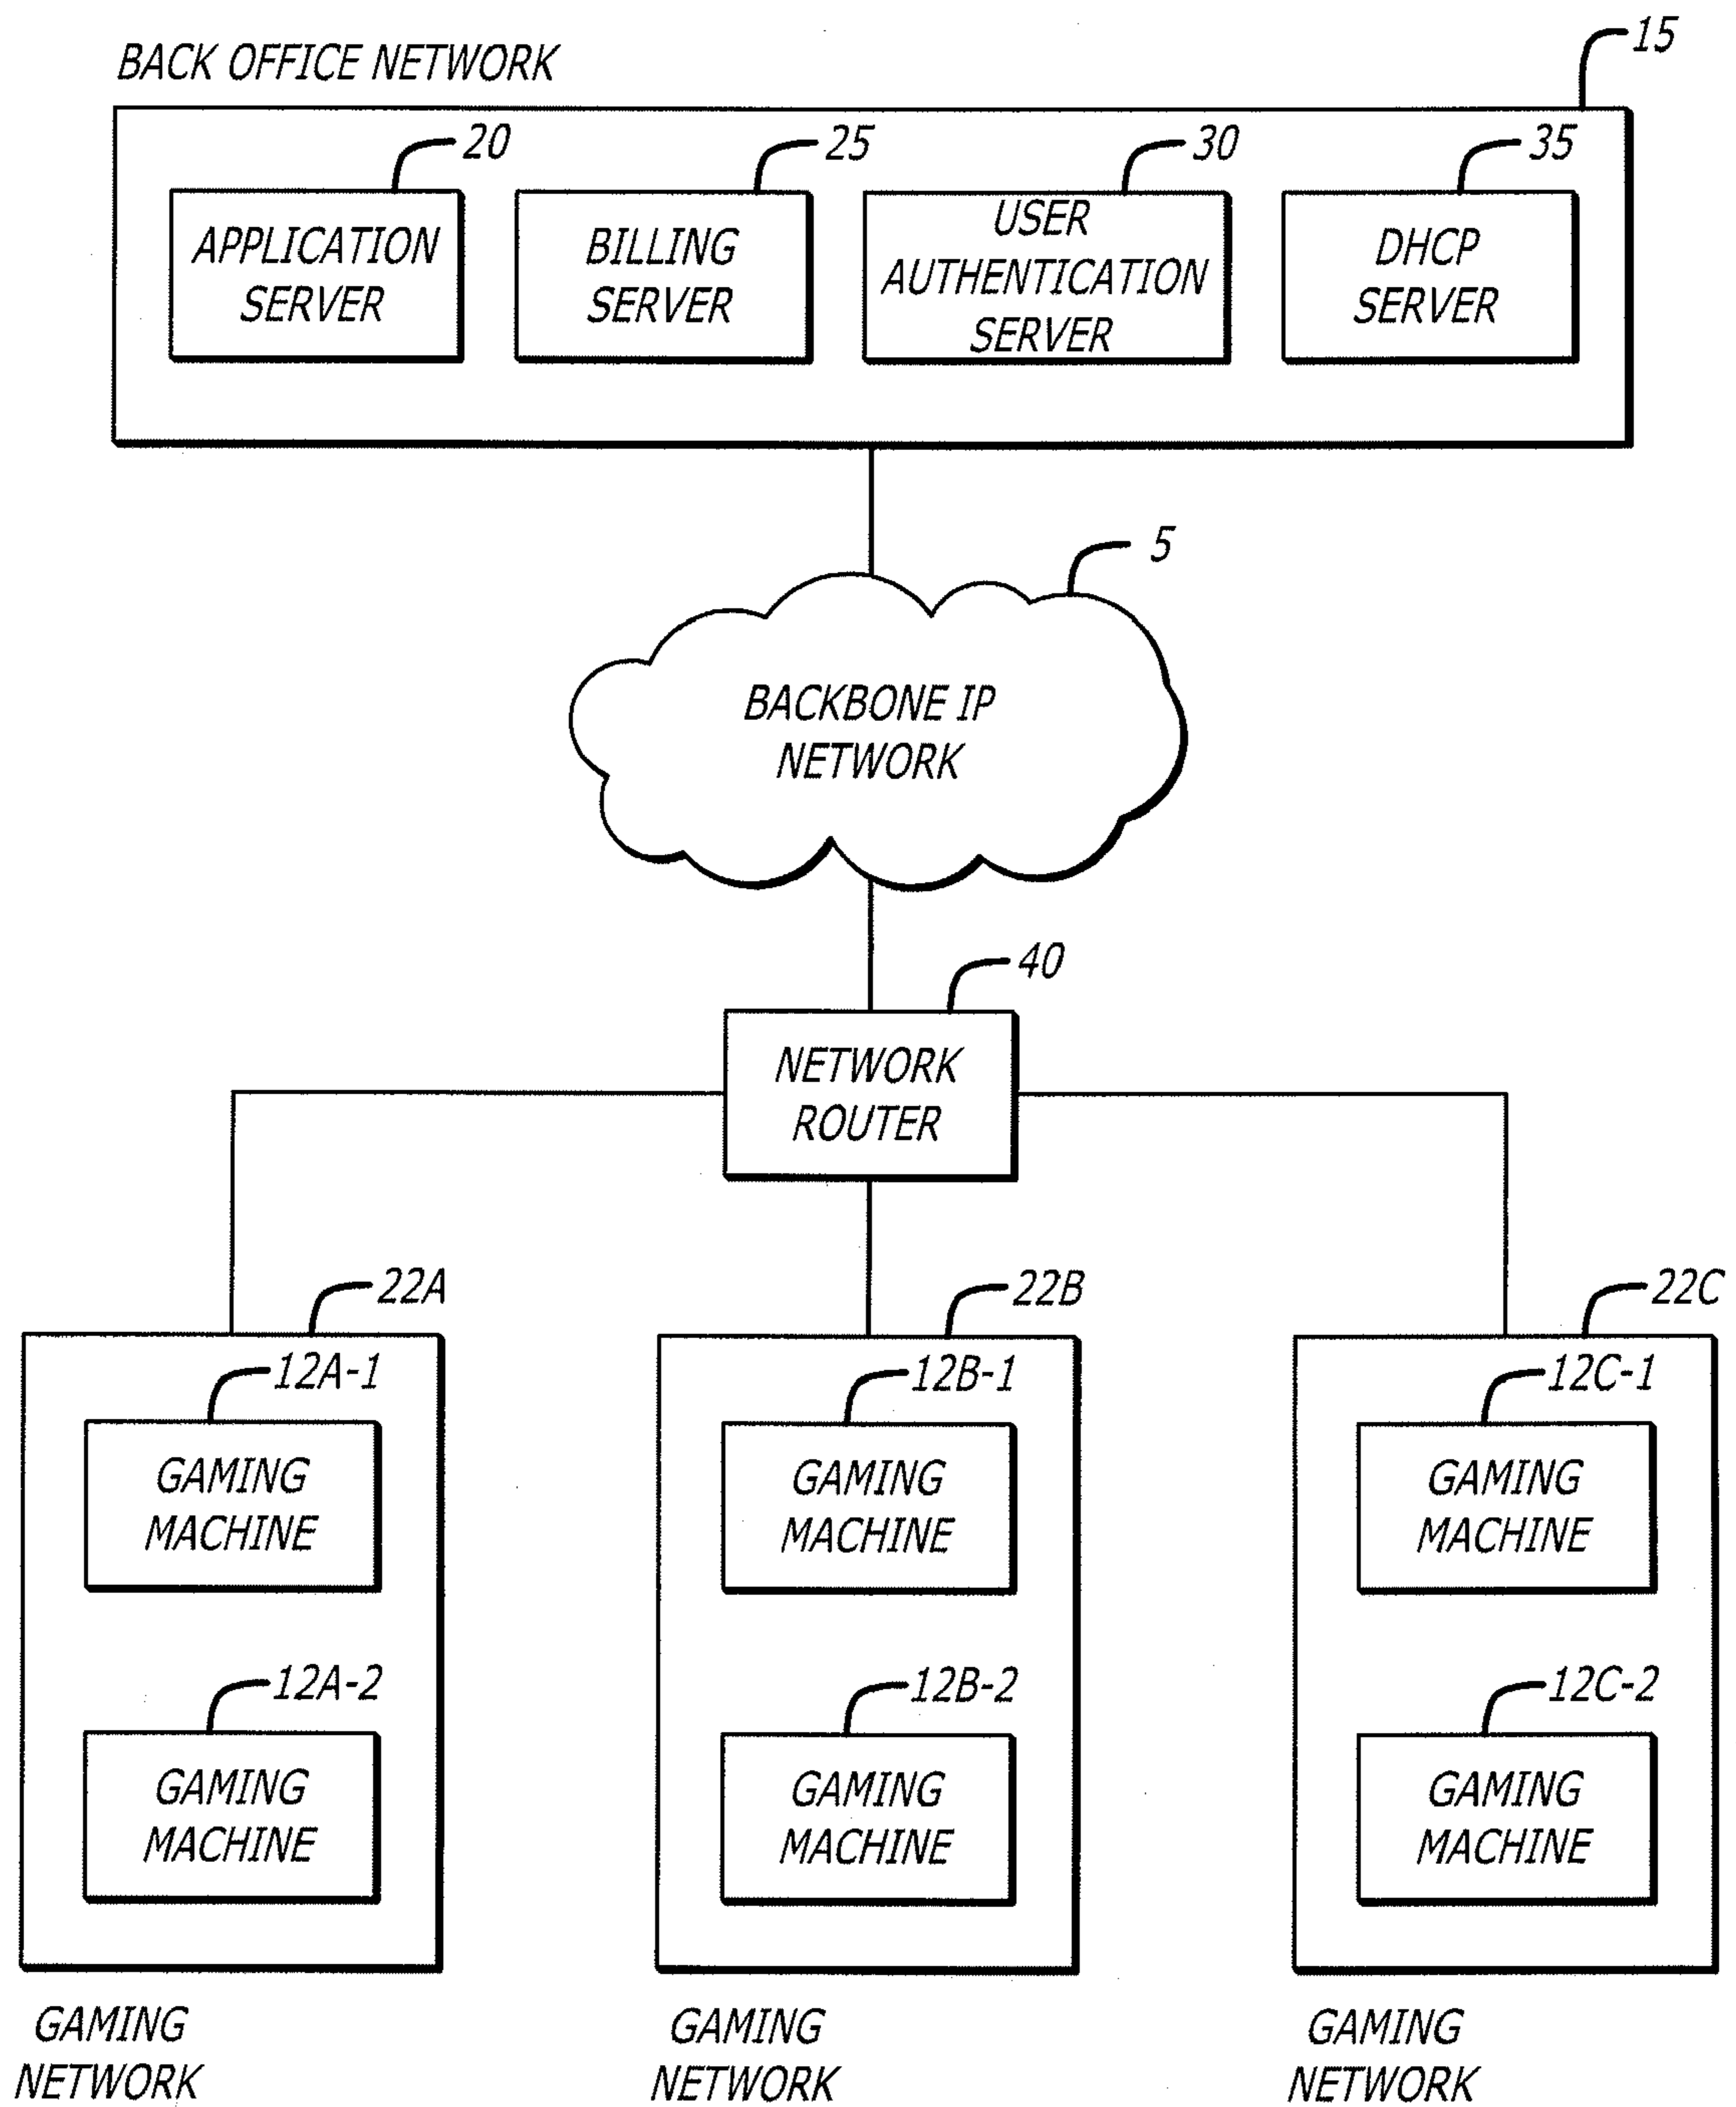 BACK OFFICE NETWORK
15
20
25
30
35
APPLICATION
SERVER
BILLING
SERVER
USER
AUTHENTICATION
SERVER
DHCP
SERVER
5
BACKBONE IP
NETWORK
40
NETWORK
ROUTER
22A
22B
22C
12A-1
GAMING
MACHINE
12A-2
GAMING
MACHINE
12B-1
GAMING
MACHINE
12B-2
GAMING
MACHINE
12C-1
GAMING
MACHINE
12C-2
GAMING
MACHINE
GAMING
NETWORK
GAMING
NETWORK
GAMING
NETWORK